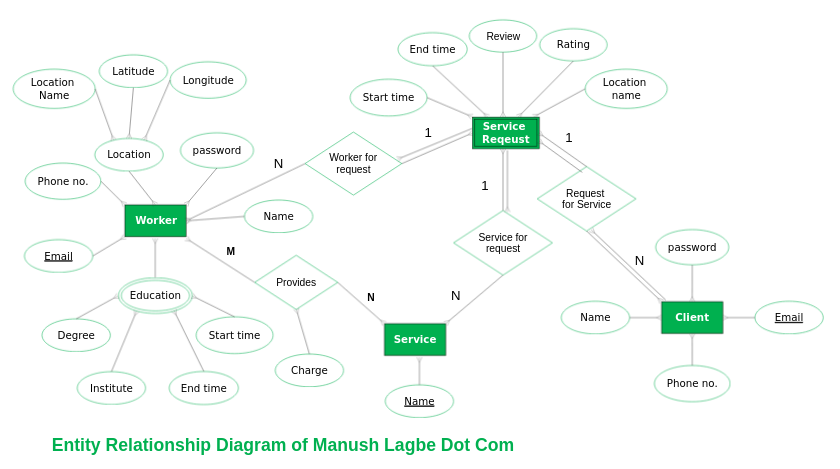 Review
End time
Rating
Latitude
Longitude
Location
Name
Location
name
Start time
1
1
Service
Reqeust
password
Location
N
Worker for
request
Phone no.
1
Request
for Service
Worker
Name
Service for
request
M
Email
password
N
Provides
Education
N
N
Name
Client
Email
Degree
Start time
Service
Charge
Institute
End time
Phone no.
Name
Entity Relationship Diagram of Manush Lagbe Dot Com